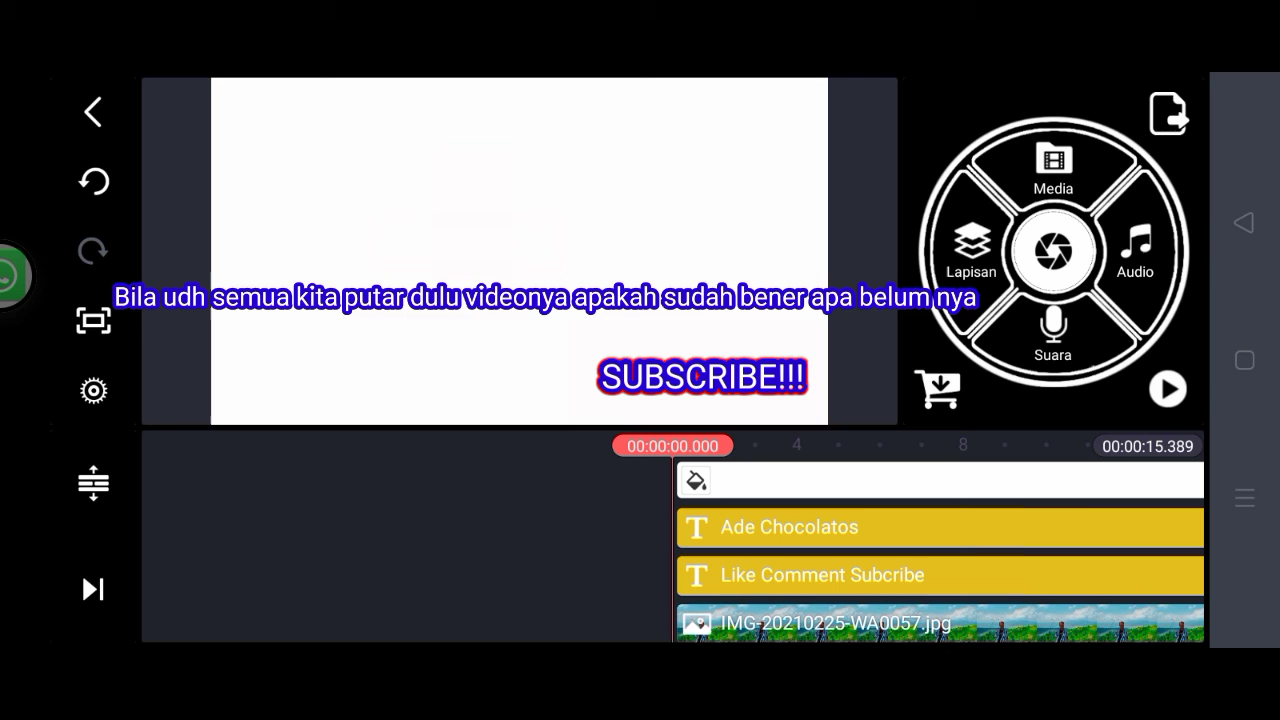 Media
Lapisan
Audio
Bila udh semua kita putar dulu videonya apakah sudah bener apa belum nya
Suara
SUBSCRIBE!!!
00:00:00.000
4
8
00:00:15.389
T Ade Chocolatos
T Like Comment Subcribe
IMG-20210225-WA0057.jpg